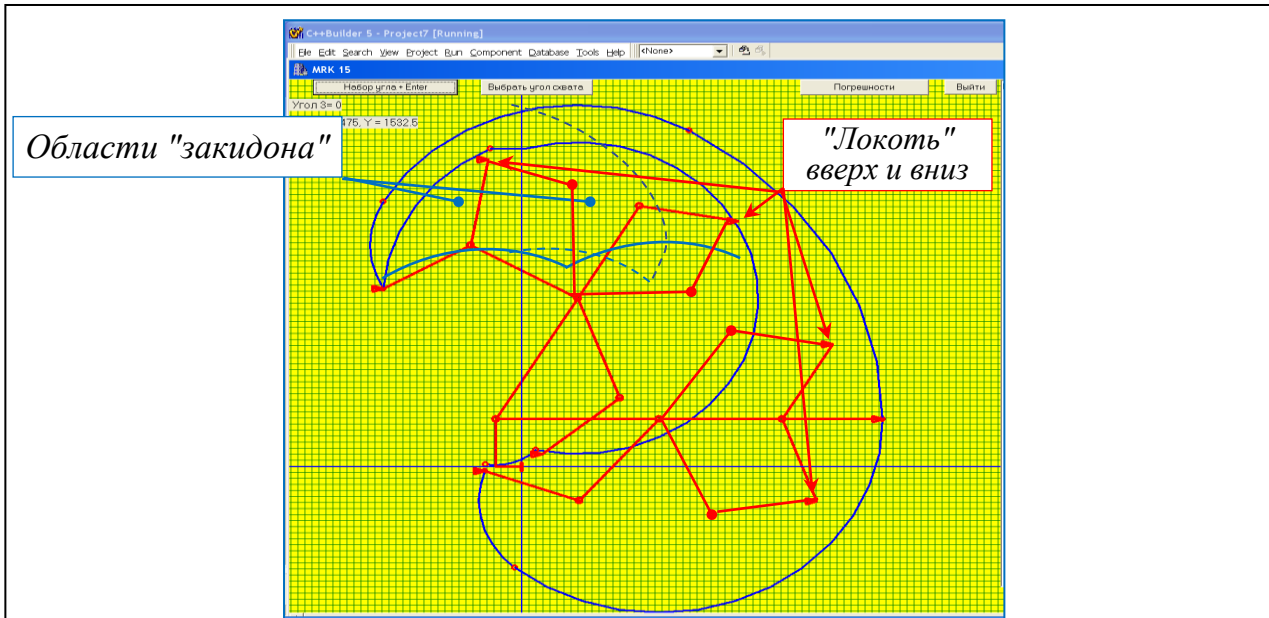 C++Builder 5 - Project7 [Running]
File Edit Search View Project Run Component Database Tools Help <None>
MRK 15
Набор угла + Enter Выбрать угол схвата Погрешности Выйти
Угол 3= 0
475, Y = 1532.5
Области "закидона"
"Локоть"
вверх и вниз